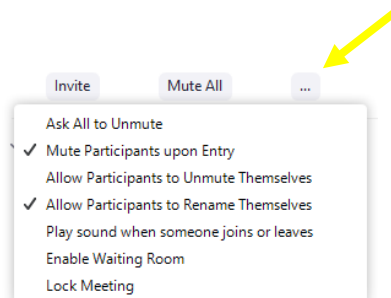 Invite Mute All ...
Ask All to Unmute
✓ Mute Participants upon Entry
Allow Participants to Unmute Themselves
✓ Allow Participants to Rename Themselves
Play sound when someone joins or leaves
Enable Waiting Room
Lock Meeting